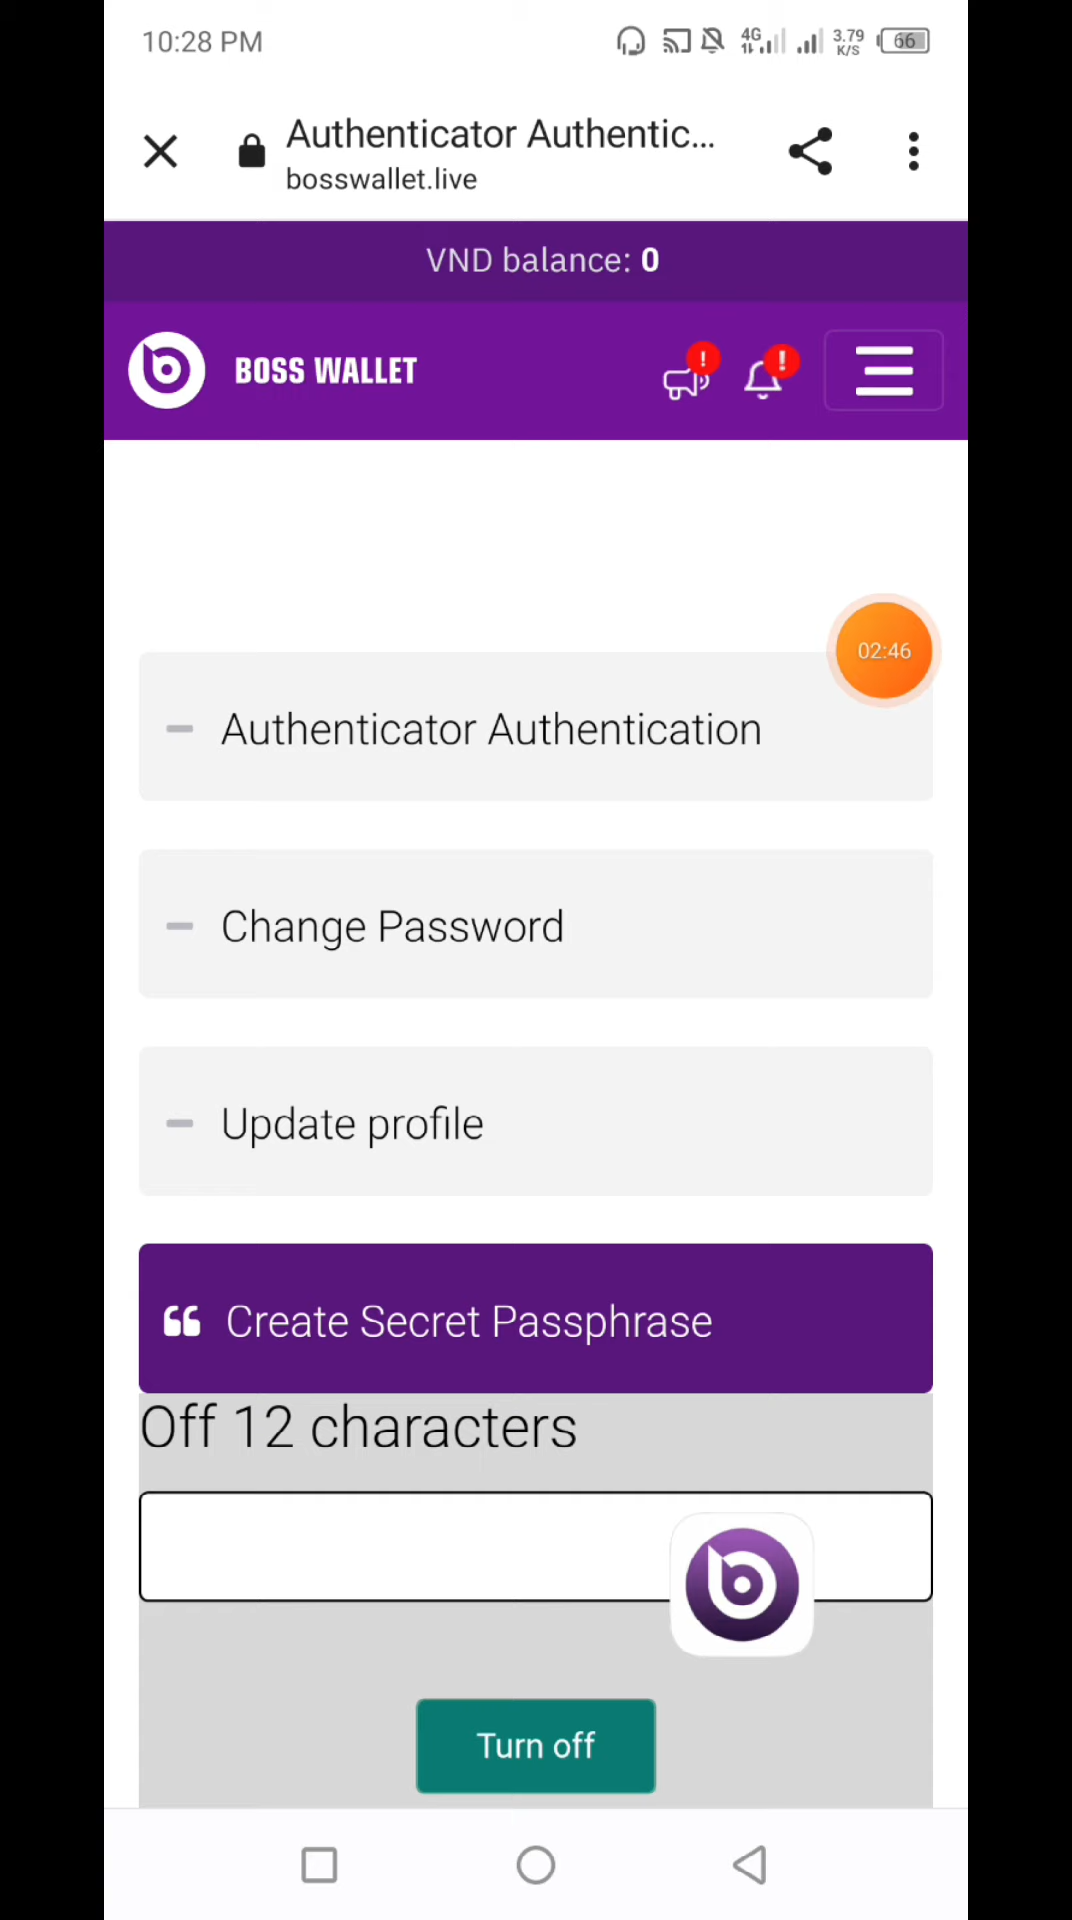 10:28 PM
4G
3.79
K/S
66
Authenticator Authentic...
bosswallet.live
VND balance: 0
BOSS WALLET
02:46
Authenticator Authentication
Change Password
Update profile
Create Secret Passphrase
Off 12 characters
Turn off